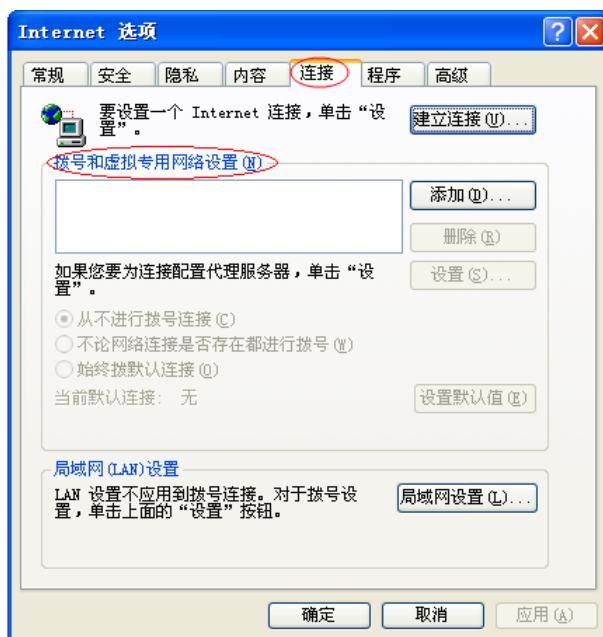 Internet 选项
常规 安全 隐私 内容 连接 程序 高级
要设置一个 Internet 连接，单击“设
置”。
建立连接(U)...
拨号和虚拟专用网络设置(N)
添加(D)...
删除(R)
如果您要为连接配置代理服务器，单击“设
置”。
设置(S)...
从不进行拨号连接(C)
不论网络连接是否存在都进行拨号(W)
始终拨默认连接(O)
当前默认连接： 无
设置默认值(E)
局域网(LAN)设置
LAN 设置不应用到拨号连接。对于拨号设
置，单击上面的“设置”按钮。
局域网设置(L)...
确定 取消 应用(A)